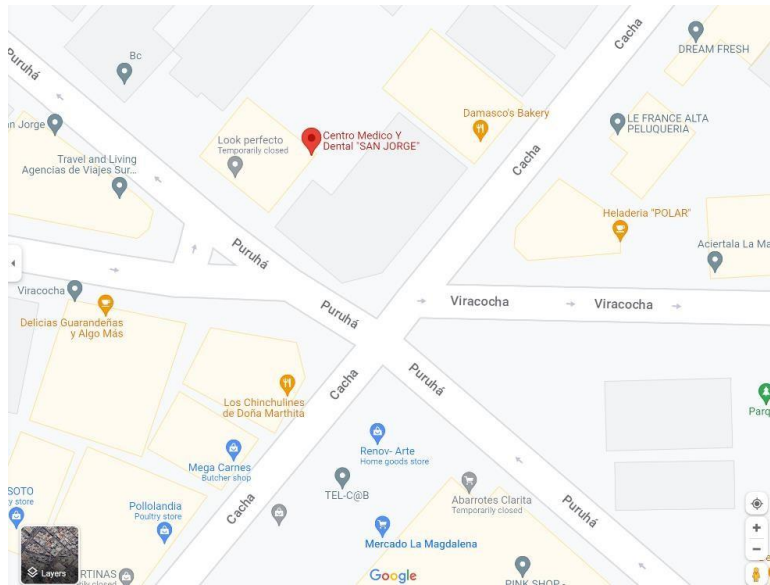 Cacha
Puruhá
DREAM FRESH
Bc
Damasco's Bakery
LE FRANCE ALTA
PELUQUERIA
Centro Medico Y
Dental "SAN JORGE"
Look perfecto
Temporarily closed
Jorge
Travel and Living
Agencias de Viajes Sur...
Cacha
Heladeria "POLAR"
Aciertala La
Puruhá
Viracocha
Viracocha
Viracocha
Puruhá
Delicias Guarandeñas
y Algo Más
Puruhá
Cacha
Los Chinchulines
de Doña Marthita
Renov- Arte
Home goods store
Mega Carnes
Butcher shop
TEL-C@B
Abarrotes Clarita
Temporarily closed
Puruhá
Cacha
Pollolandia
Poultry store
SOTO
store
Mercado La Magdalena
Layers
Google
PINK SHOP -
closed